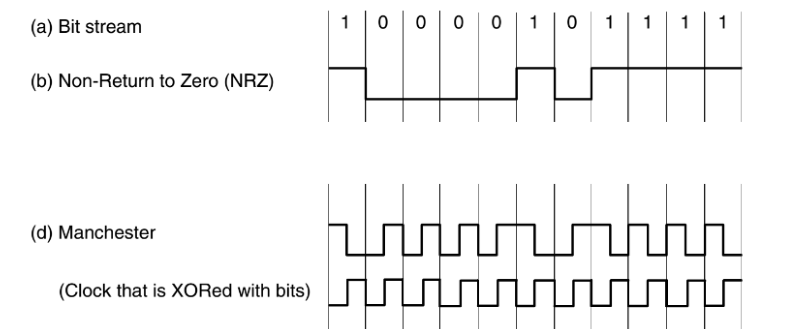 (a) Bit stream 1 0 0 0 0 1 0 1 1 1 1
(b) Non-Return to Zero (NRZ)
(d) Manchester
(Clock that is XORed with bits)